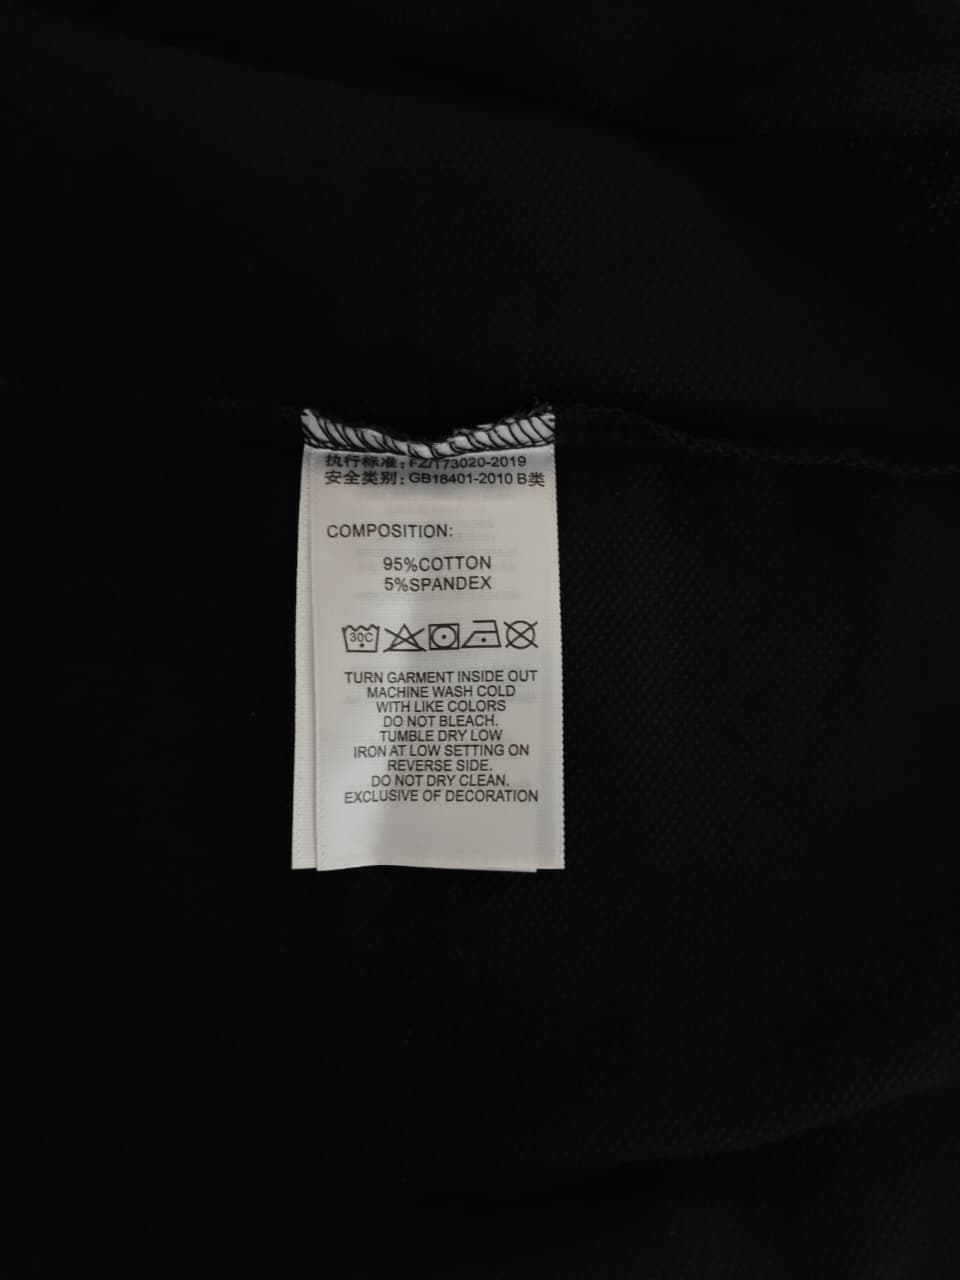 执行标准：FZ/T73020-2019
安全类别：GB18401-2010 B类
COMPOSITION:
95%COTTON
5%SPANDEX
30C
TURN GARMENT INSIDE OUT
MACHINE WASH COLD
WITH LIKE COLORS
DO NOT BLEACH.
TUMBLE DRY LOW
IRON AT LOW SETTING ON
REVERSE SIDE.
DO NOT DRY CLEAN.
EXCLUSIVE OF DECORATION